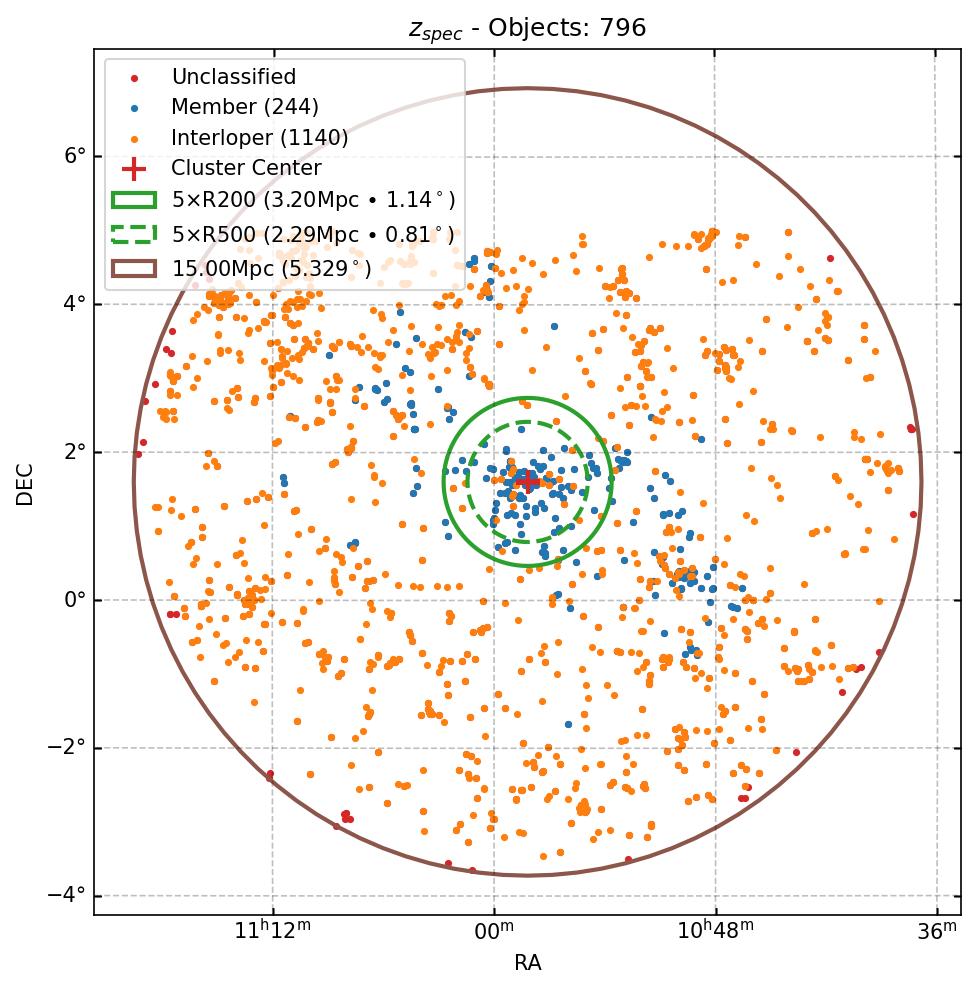 z_spec - Objects: 796
Unclassified
Member (244)
Interloper (1140)
Cluster Center
5×R200 (3.20Mpc • 1.14°)
5×R500 (2.29Mpc • 0.81°)
15.00Mpc (5.329°)
DEC
6°
4°
2°
0°
−2°
−4°
11ʰ12ᵐ 00ᵐ 10ʰ48ᵐ 36ᵐ
RA